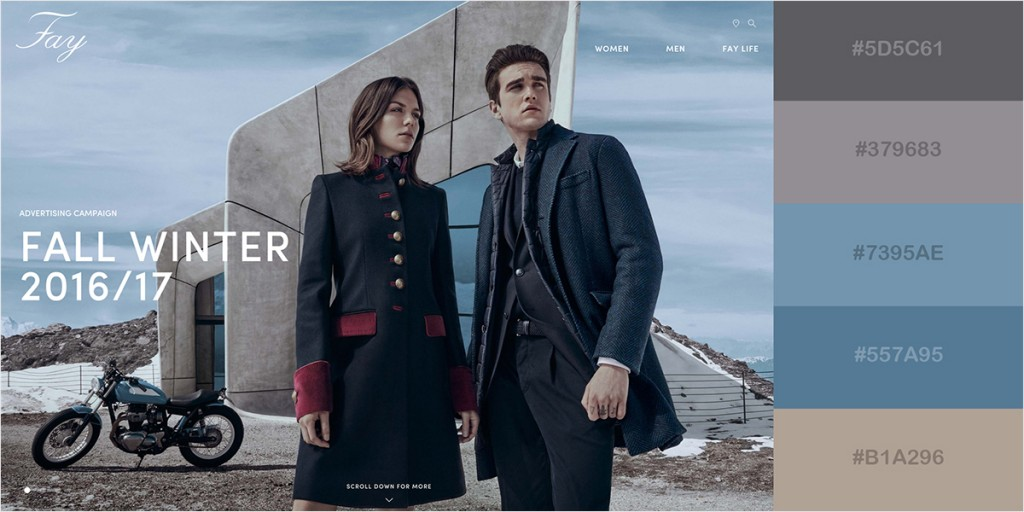 Fay
WOMEN MEN FAY LIFE
ADVERTISING CAMPAIGN
FALL WINTER
2016/17
SCROLL DOWN FOR MORE
#5D5C61
#379683
#7395AE
#557A95
#B1A296